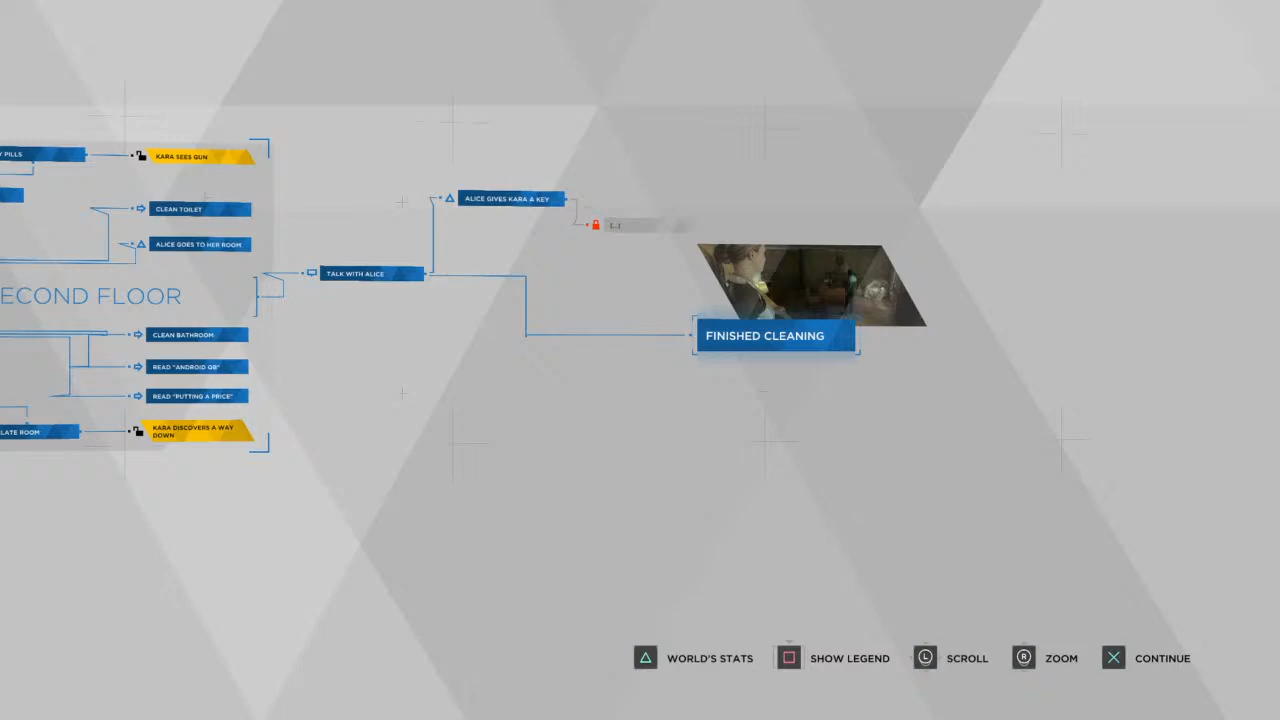 Y PILLS
KARA SEES GUN
CLEAN TOILET
ALICE GIVES KARA A KEY
[...]
ALICE GOES TO HER ROOM
TALK WITH ALICE
ECOND FLOOR
CLEAN BATHROOM
FINISHED CLEANING
READ "ANDROID QB"
READ "PUTTING A PRICE"
LATE ROOM
KARA DISCOVERS A WAY
DOWN
WORLD'S STATS
SHOW LEGEND
L
SCROLL
R
ZOOM
CONTINUE